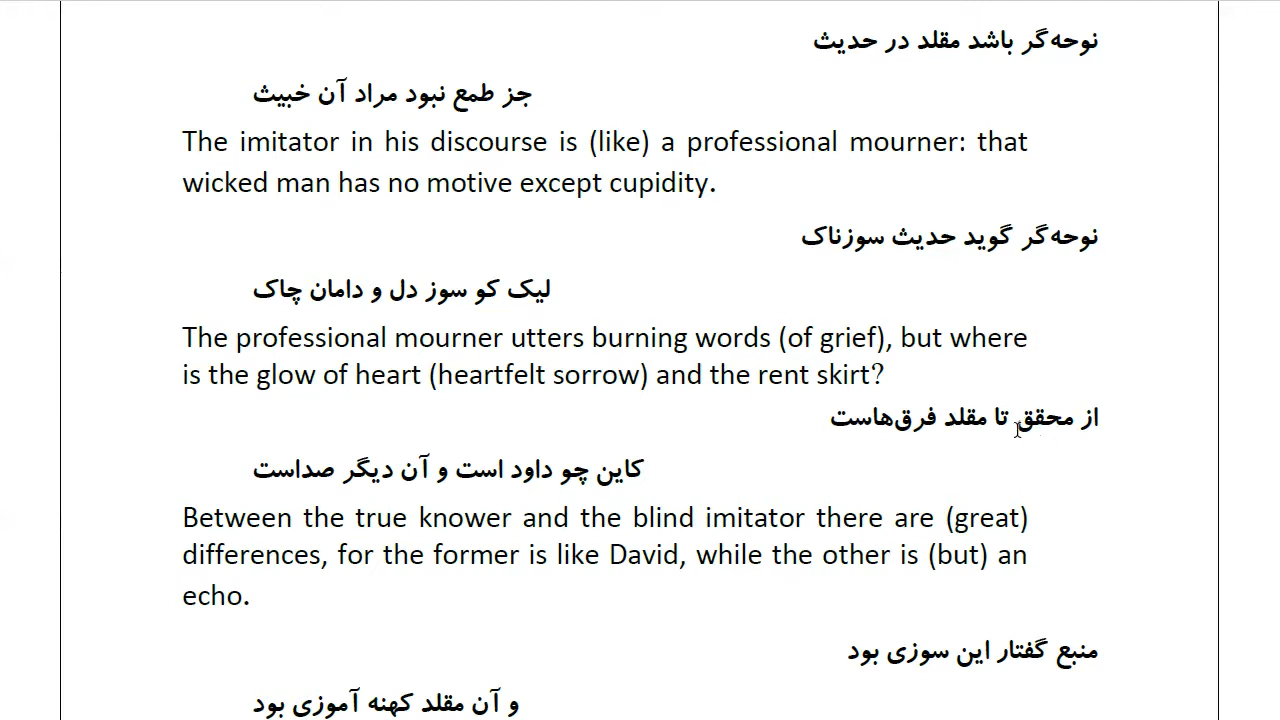 نوحه‌گر باشد مقلد در حدیث
جز طمع نبود مراد آن خبیث
The imitator in his discourse is (like) a professional mourner: that
wicked man has no motive except cupidity.
نوحه‌گر گوید حدیث سوزناک
لیک کو سوز دل و دامان چاک
The professional mourner utters burning words (of grief), but where
is the glow of heart (heartfelt sorrow) and the rent skirt?
از محقق تا مقلد فرق‌هاست
کاین چو داود است و آن دیگر صداست
Between the true knower and the blind imitator there are (great)
differences, for the former is like David, while the other is (but) an
echo.
منبع گفتار این سوزی بود
و آن مقلد کهنه آموزی بود